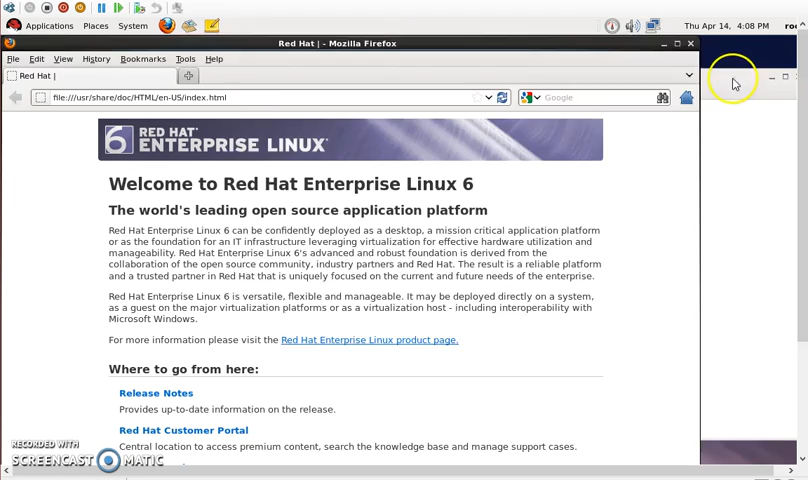 Applications Places System Thu Apr 14, 4:08 PM
Red Hat | - Mozilla Firefox
File Edit View History Bookmarks Tools Help
Red Hat |
file:///usr/share/doc/HTML/en-US/index.html Google
6 RED HAT®
ENTERPRISE LINUX®
Welcome to Red Hat Enterprise Linux 6
The world's leading open source application platform
Red Hat Enterprise Linux 6 can be confidently deployed as a desktop, a mission critical application platform
or as the foundation for an IT infrastructure leveraging virtualization for effective hardware utilization and
manageability. Red Hat Enterprise Linux 6's advanced and robust foundation is derived from the
collaboration of the open source community, industry partners and Red Hat. The result is a reliable platform
and a trusted partner in Red Hat that is uniquely focused on the current and future needs of the enterprise.
Red Hat Enterprise Linux 6 is versatile, flexible and manageable. It may be deployed directly on a system,
as a guest on the major virtualization platforms or as a virtualization host - including interoperability with
Microsoft Windows.
For more information please visit the Red Hat Enterprise Linux product page.
Where to go from here:
Release Notes
Provides up-to-date information on the release.
Red Hat Customer Portal
Central location to access premium content, search the knowledge base and manage support cases.
RECORDED WITH
SCREENCAST MATIC